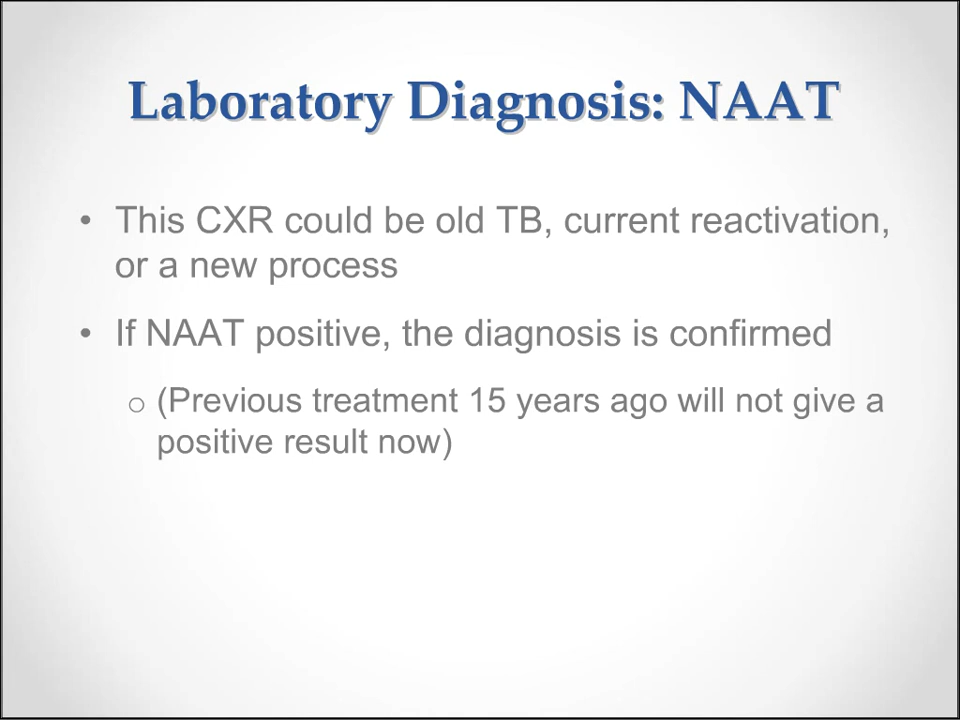 Laboratory Diagnosis: NAAT
• This CXR could be old TB, current reactivation,
or a new process
• If NAAT positive, the diagnosis is confirmed
o (Previous treatment 15 years ago will not give a
positive result now)